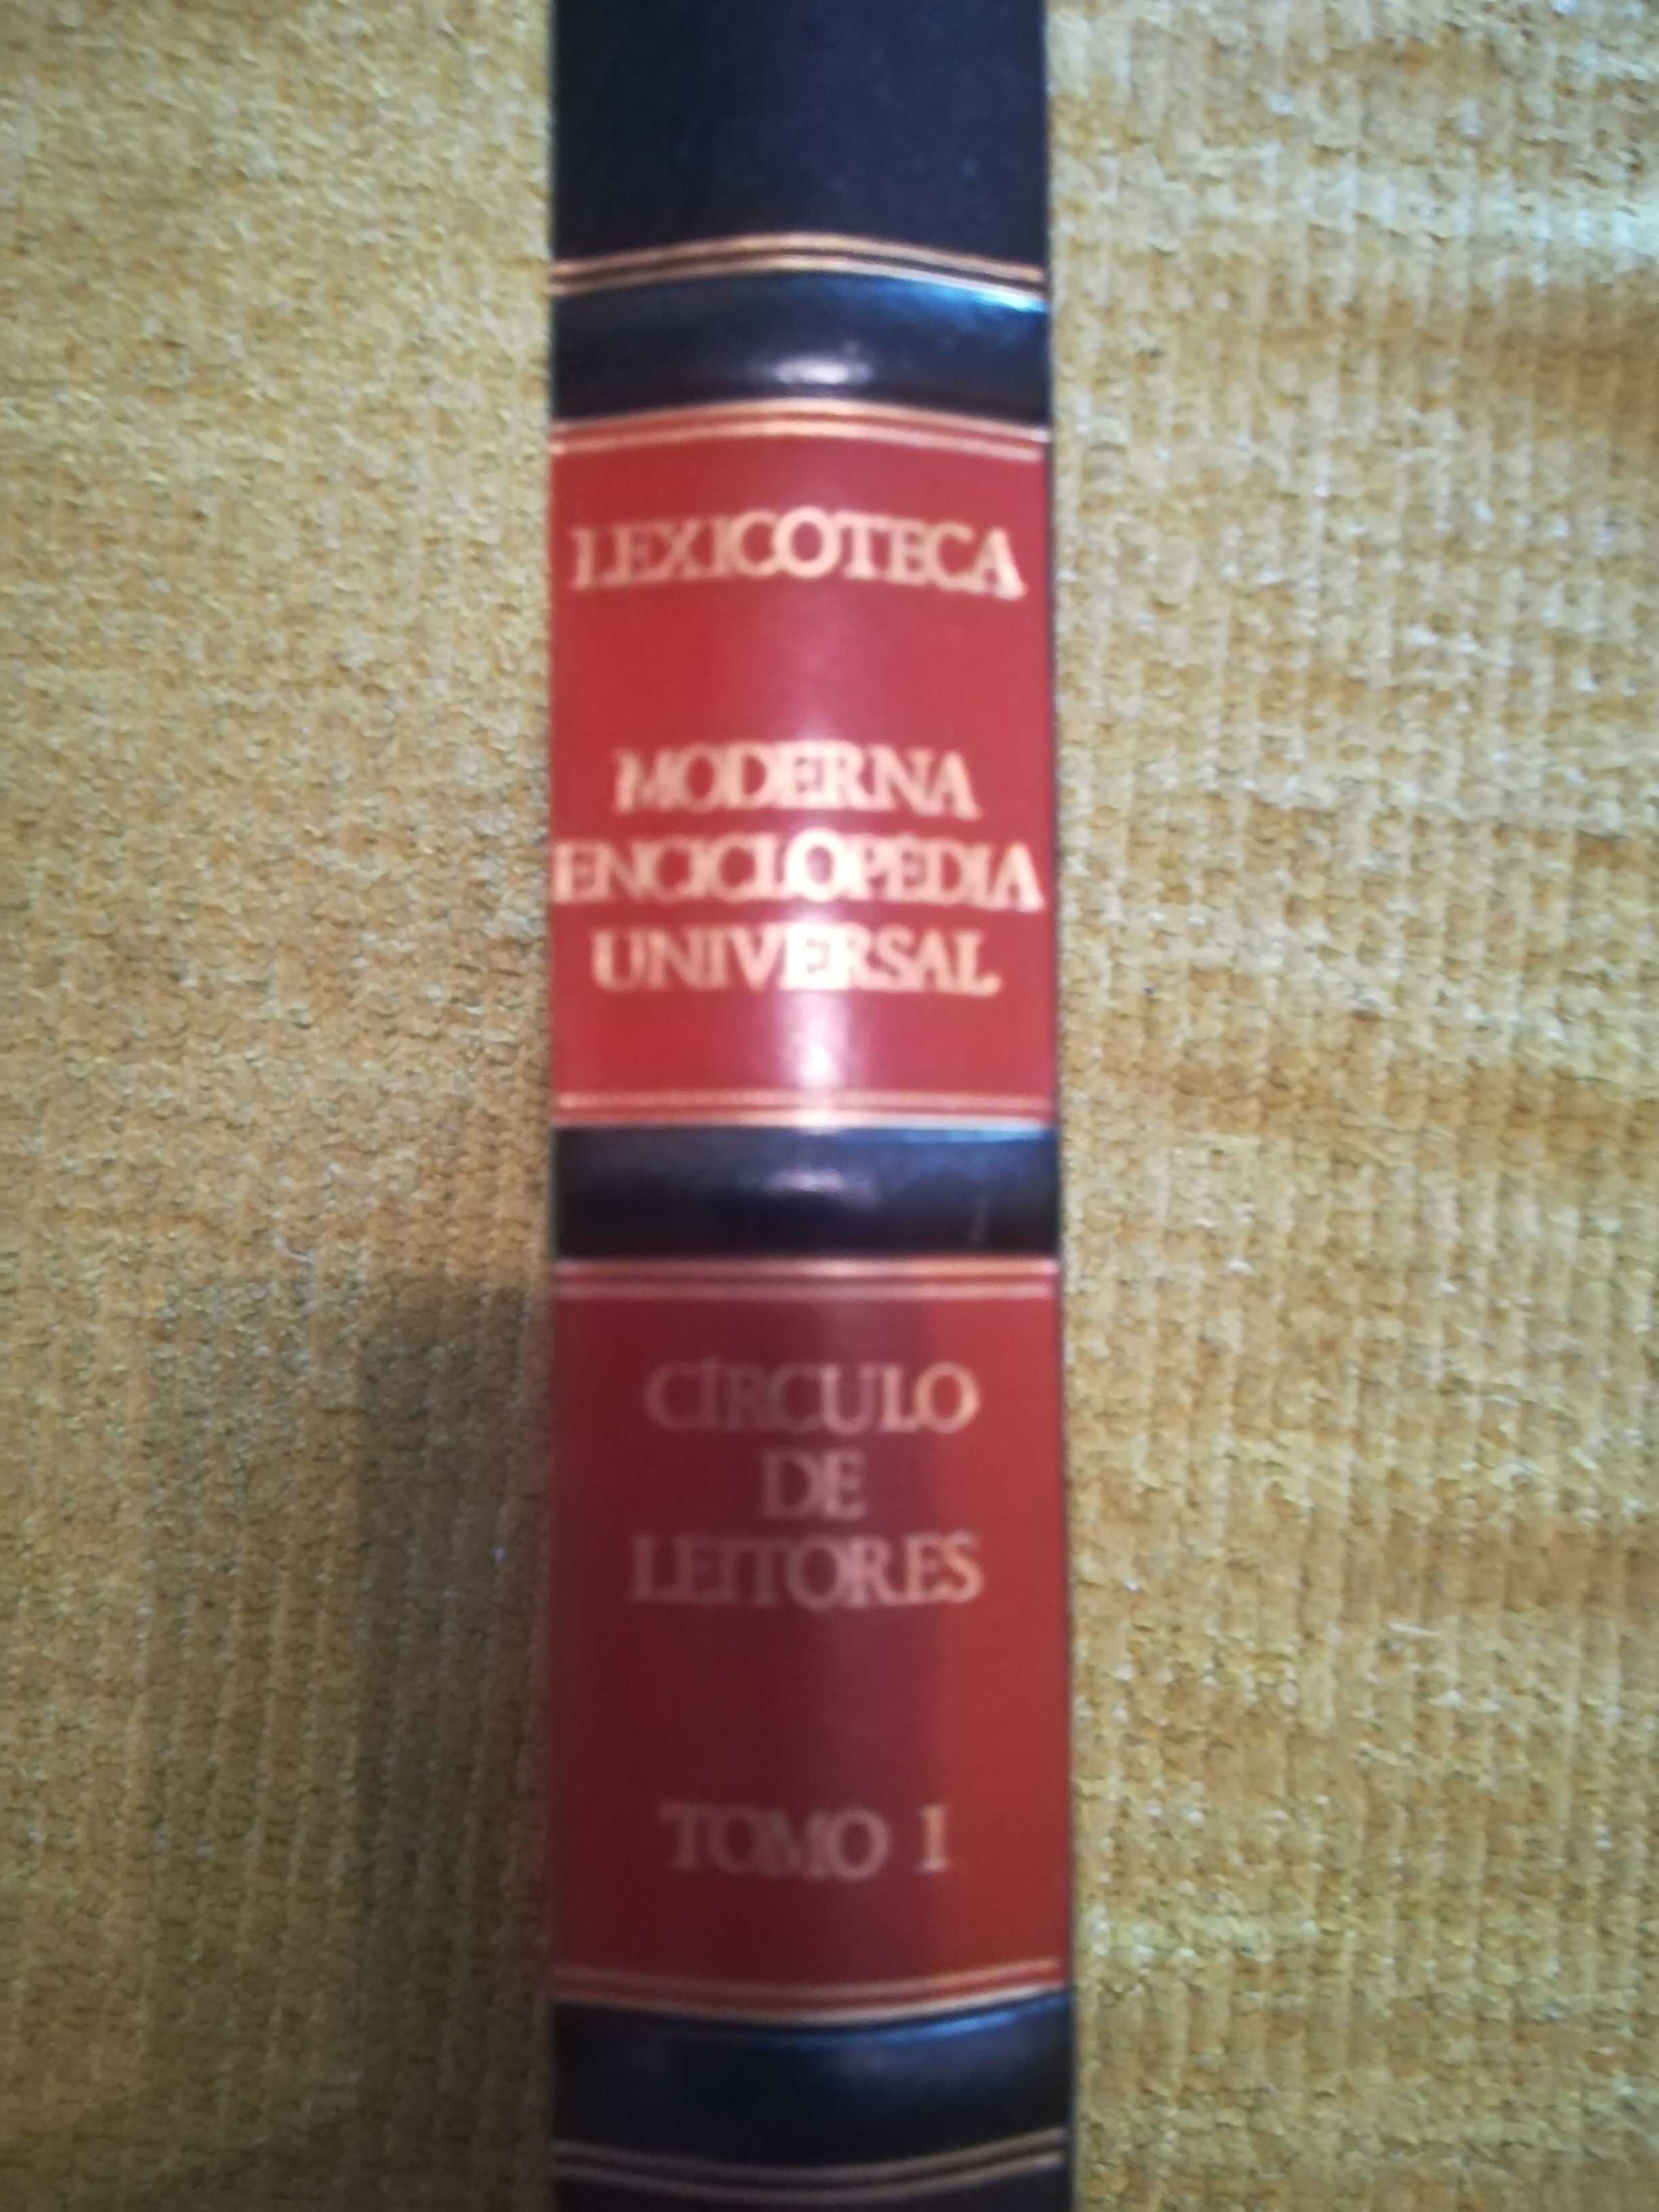 LEXICOTECA
MODERNA
ENCICLOPÉDIA
UNIVERSAL
CÍRCULO
DE
LEITORES
TOMO 1